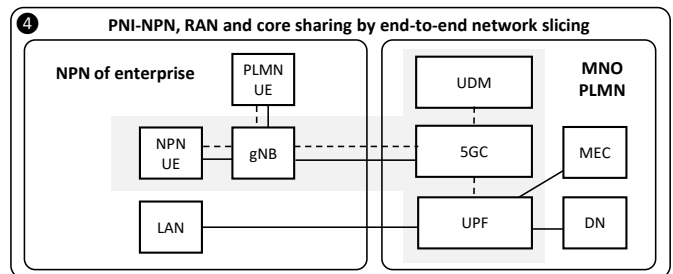 4 PNI-NPN, RAN and core sharing by end-to-end network slicing
NPN of enterprise
PLMN
UE
UDM
MNO
PLMN
NPN
UE
gNB
5GC
MEC
LAN
UPF
DN